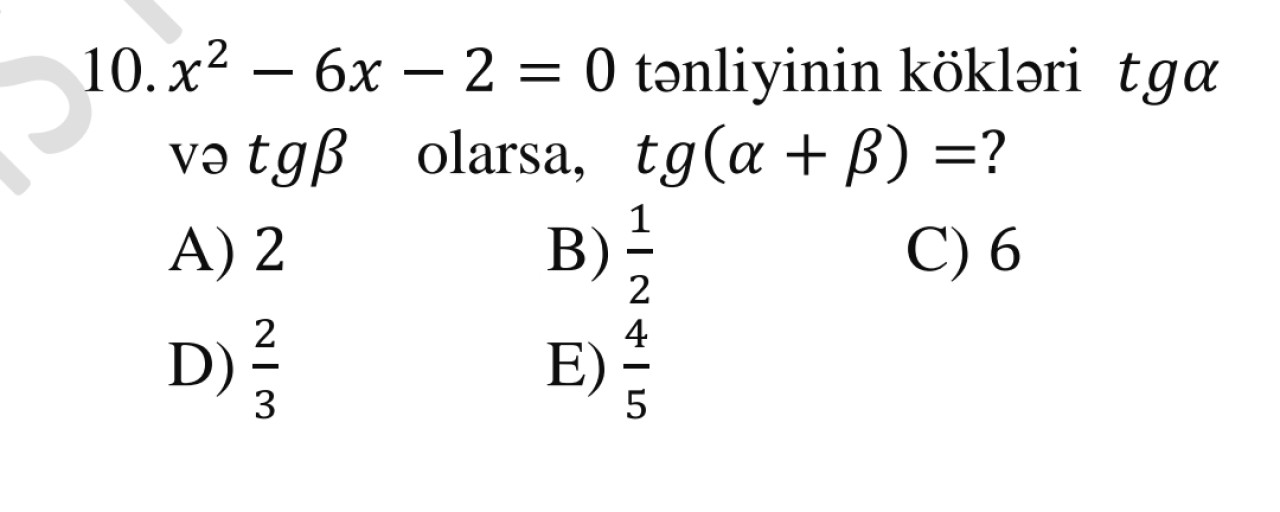 10. x² − 6x − 2 = 0 tənliyinin kökləri tgα
və tgβ olarsa, tg(α + β) =?
A) 2 B) 1/2 C) 6
D) 2/3 E) 4/5